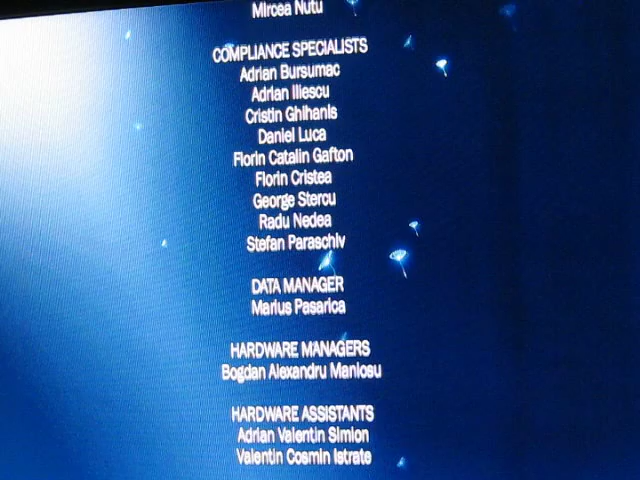 Mircea Nutu
COMPLIANCE SPECIALISTS
Adrian Bursumac
Adrian Iliescu
Cristin Ghihanis
Daniel Luca
Florin Catalin Gafton
Florin Cristea
George Stercu
Radu Nedea
Stefan Paraschiv
DATA MANAGER
Marius Pasarica
HARDWARE MANAGERS
Bogdan Alexandru Maniosu
HARDWARE ASSISTANTS
Adrian Valentin Simion
Valentin Cosmin Istrate